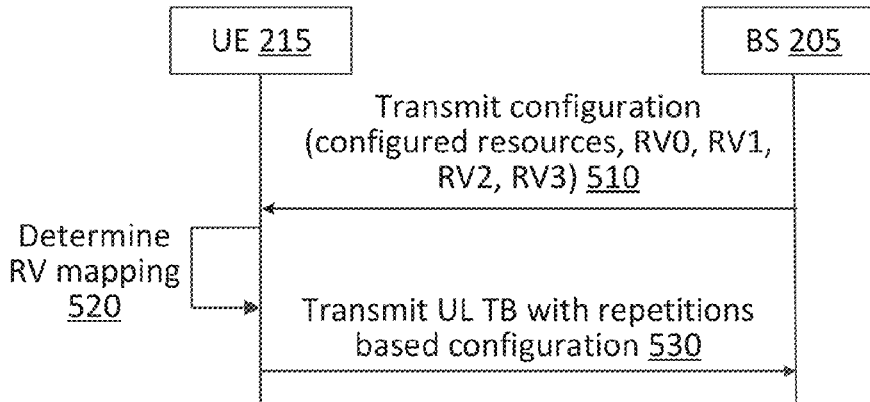 UE 215
BS 205
Transmit configuration
(configured resources, RV0, RV1,
RV2, RV3) 510
Determine
RV mapping
520
Transmit UL TB with repetitions
based configuration 530